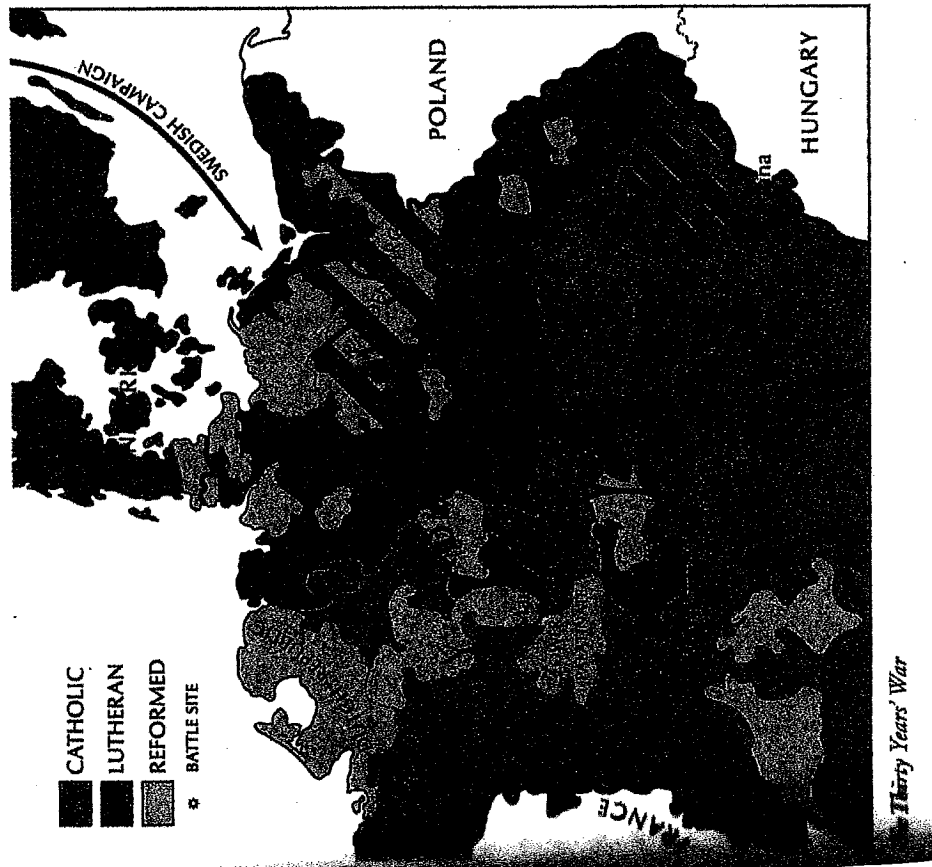 CATHOLIC
LUTHERAN
REFORMED
BATTLE SITE
SWEDISH CAMPAIGN
POLAND
HUNGARY
Thirty Years' War